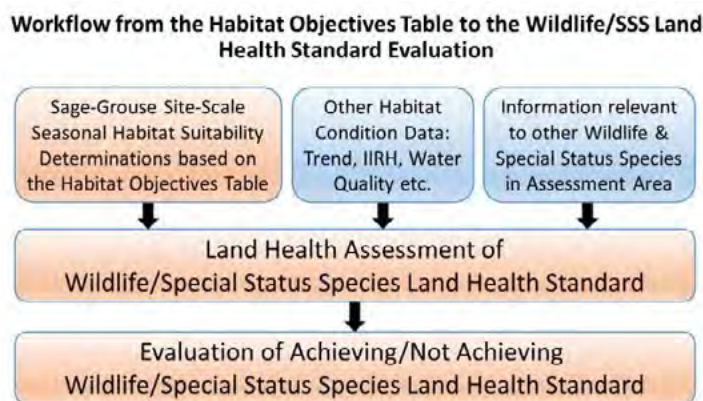 Workflow from the Habitat Objectives Table to the Wildlife/SSS Land
Health Standard Evaluation
Sage-Grouse Site-Scale
Seasonal Habitat Suitability
Determinations based on
the Habitat Objectives Table
Other Habitat
Condition Data:
Trend, IIRH, Water
Quality etc.
Information relevant
to other Wildlife &
Special Status Species
in Assessment Area
Land Health Assessment of
Wildlife/Special Status Species Land Health Standard
Evaluation of Achieving/Not Achieving
Wildlife/Special Status Species Land Health Standard